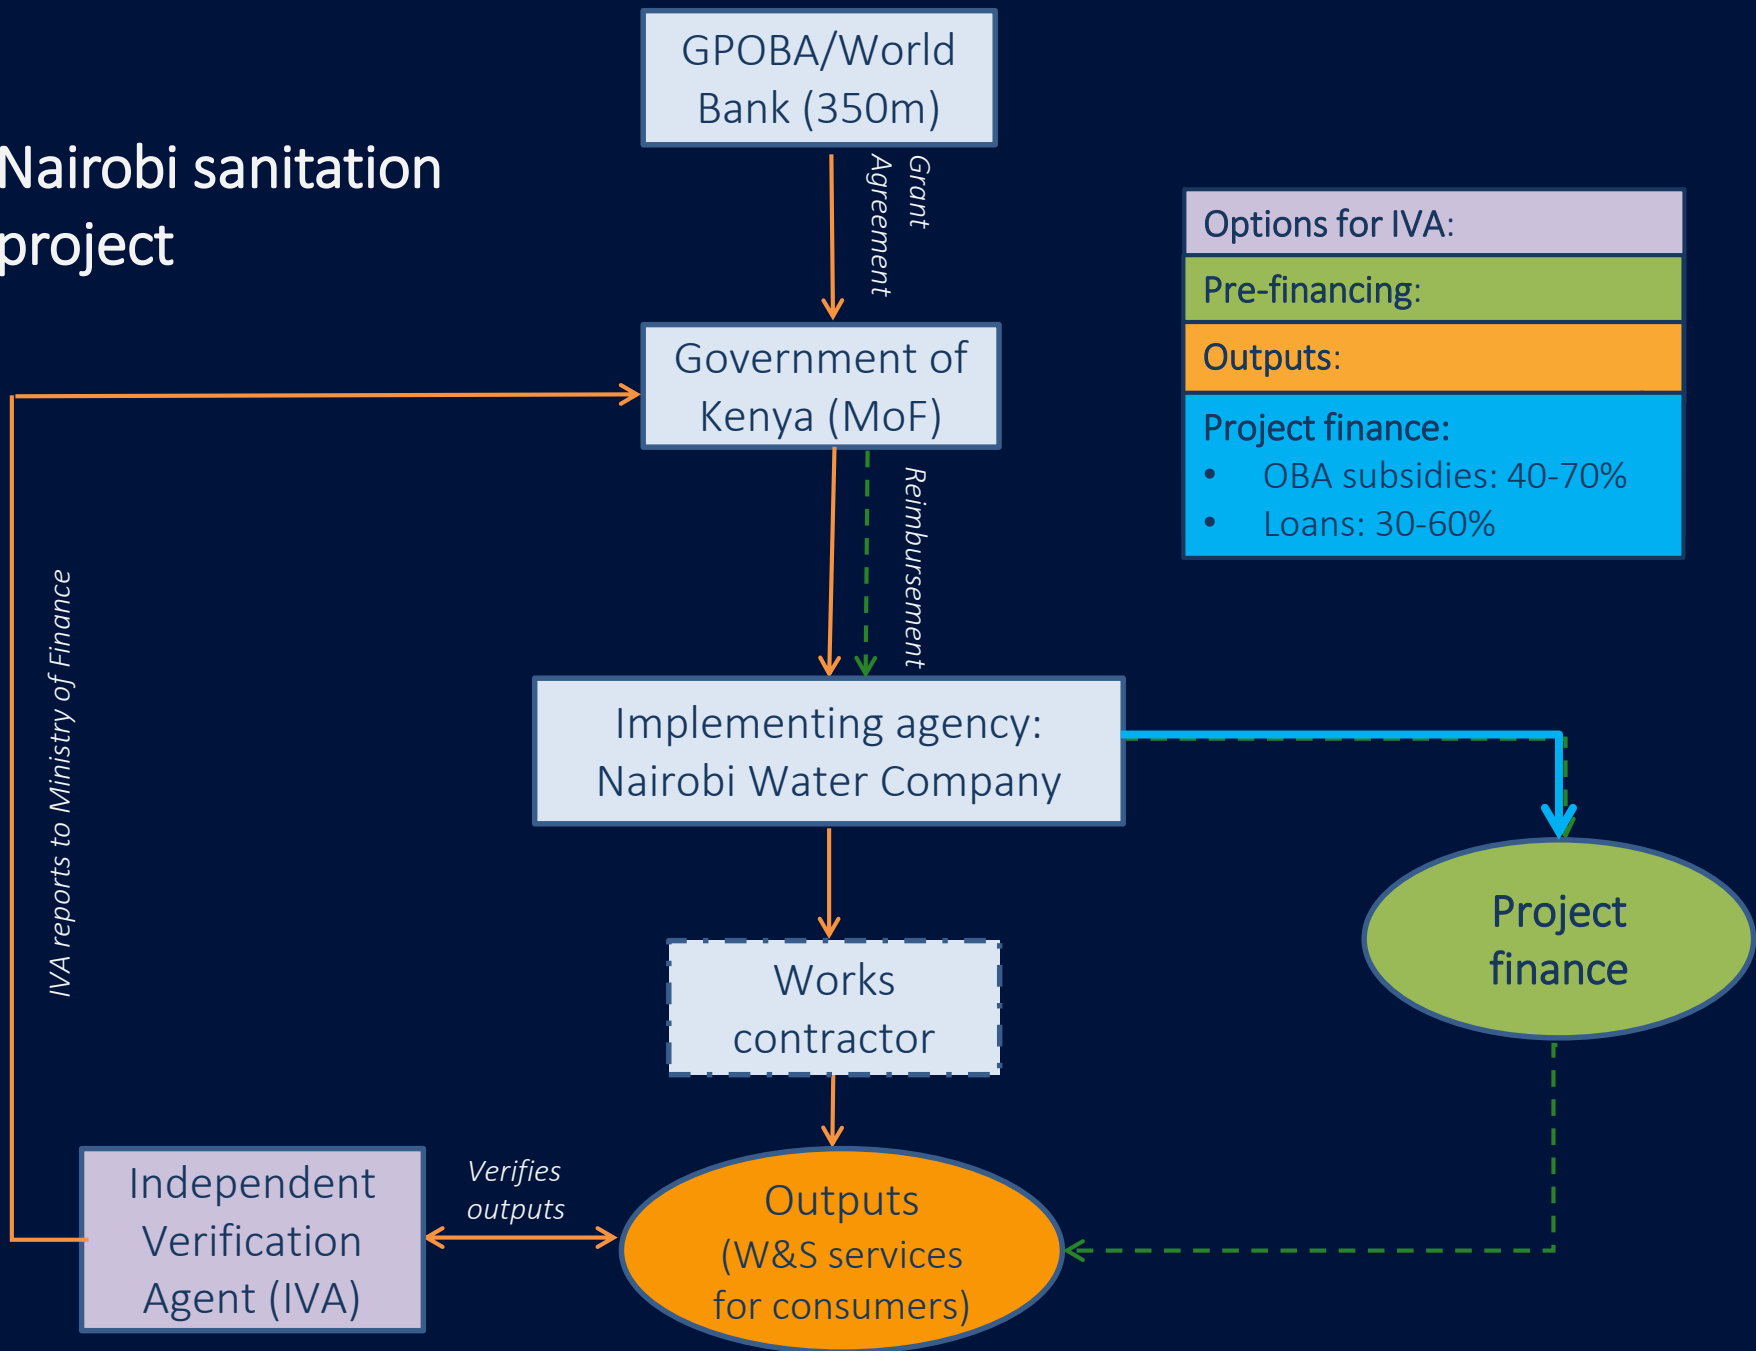 GPOBA/World
Bank (350m)
Nairobi sanitation
project
Grant
Agreement
Options for IVA:
Pre-financing:
Outputs:
Project finance:
• OBA subsidies: 40-70%
• Loans: 30-60%
Government of
Kenya (MoF)
Reimbursement
IVA reports to Ministry of Finance
Implementing agency:
Nairobi Water Company
Project
finance
Works
contractor
Independent
Verification
Agent (IVA)
Verifies
outputs
Outputs
(W&S services
for consumers)